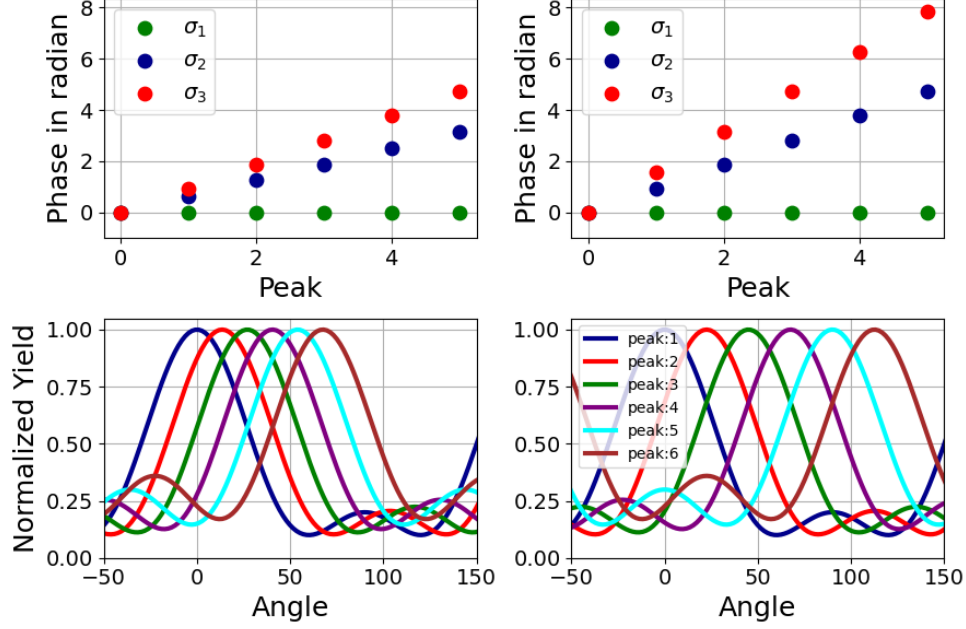 8
6
4
2
0
0 2 4
Phase in radian
Peak
σ1
σ2
σ3
8
6
4
2
0
0 2 4
Phase in radian
Peak
σ1
σ2
σ3
1.00
0.75
0.50
0.25
0.00
−50 0 50 100 150
Normalized Yield
Angle
1.00
0.75
0.50
0.25
0.00
−50 0 50 100 150
Angle
peak:1
peak:2
peak:3
peak:4
peak:5
peak:6